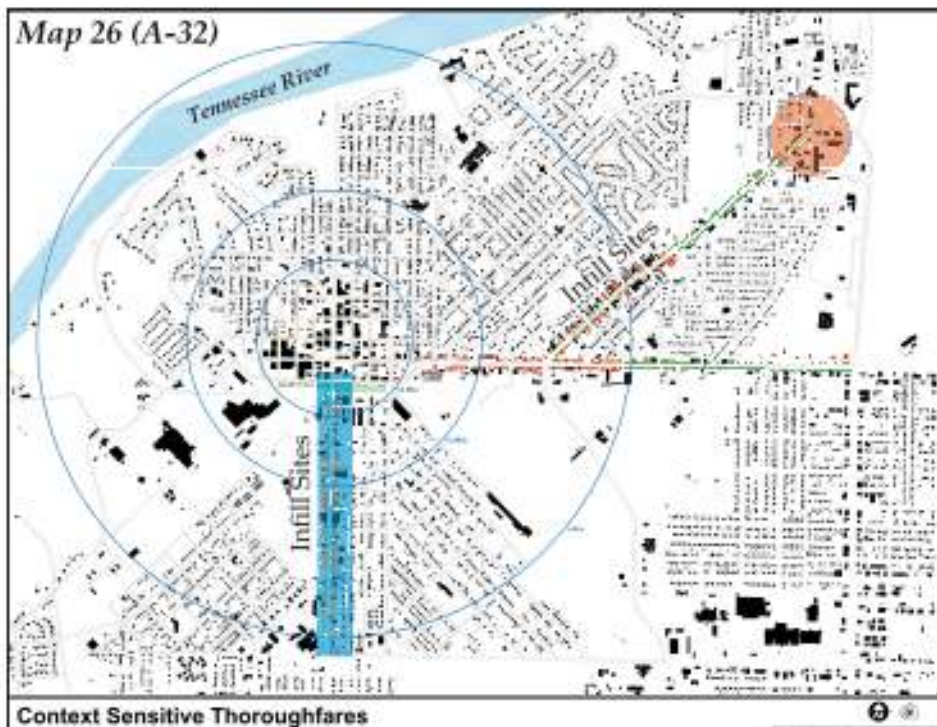 Map 26 (A-32)
Tennessee River
Infill Sites
Infill Sites
Context Sensitive Thoroughfares